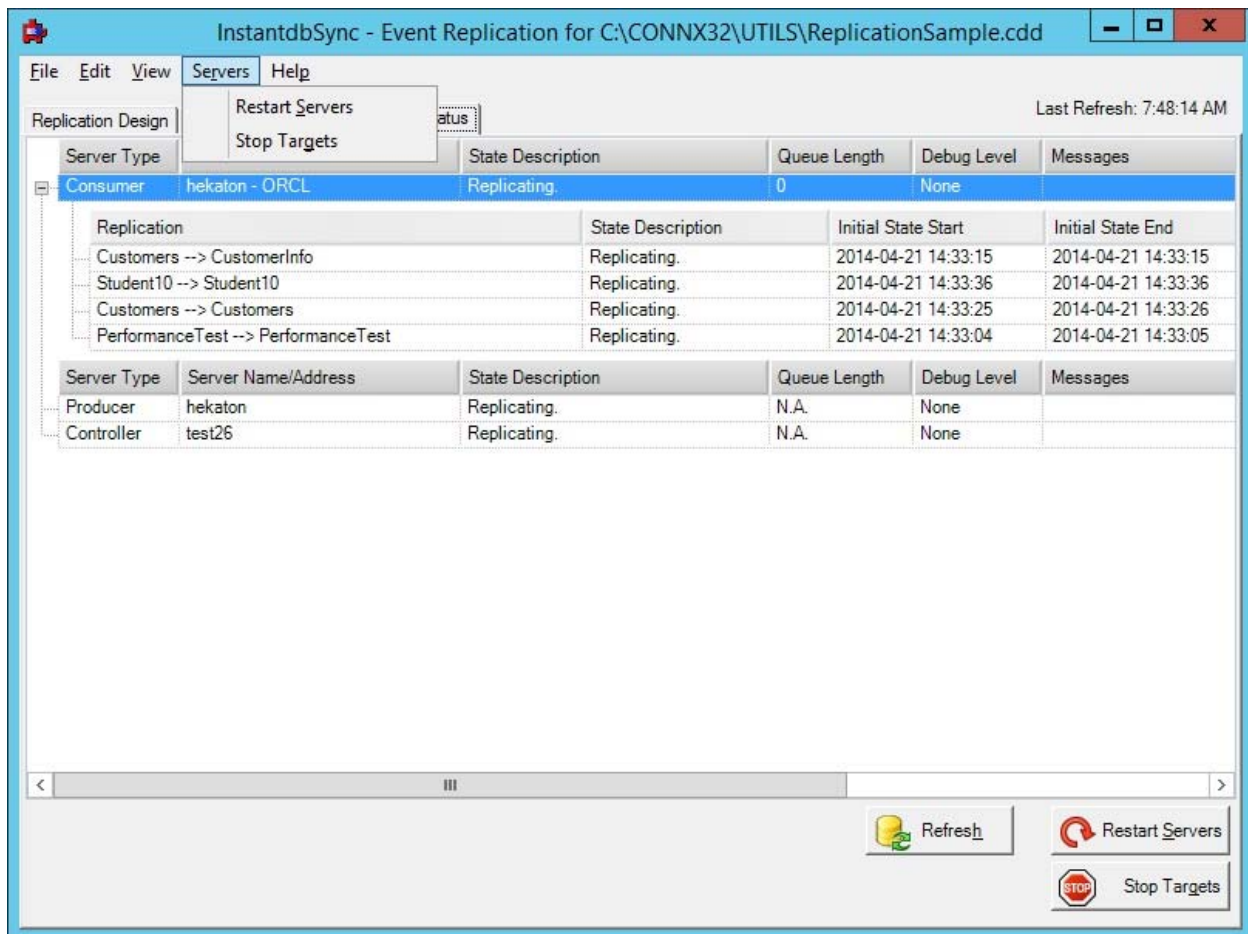 InstantdbSync - Event Replication for C:\CONNX32\UTILS\ReplicationSample.cdd
File Edit View Servers Help
Restart Servers
Stop Targets
Replication Design atus Last Refresh: 7:48:14 AM
Server Type State Description Queue Length Debug Level Messages
Consumer hekaton - ORCL Replicating. 0 None
Replication State Description Initial State Start Initial State End
Customers --> CustomerInfo Replicating. 2014-04-21 14:33:15 2014-04-21 14:33:15
Student10 --> Student10 Replicating. 2014-04-21 14:33:36 2014-04-21 14:33:36
Customers --> Customers Replicating. 2014-04-21 14:33:25 2014-04-21 14:33:26
PerformanceTest --> PerformanceTest Replicating. 2014-04-21 14:33:04 2014-04-21 14:33:05
Server Type Server Name/Address State Description Queue Length Debug Level Messages
Producer hekaton Replicating. N.A. None
Controller test26 Replicating. N.A. None
Refresh Restart Servers
STOP Stop Targets